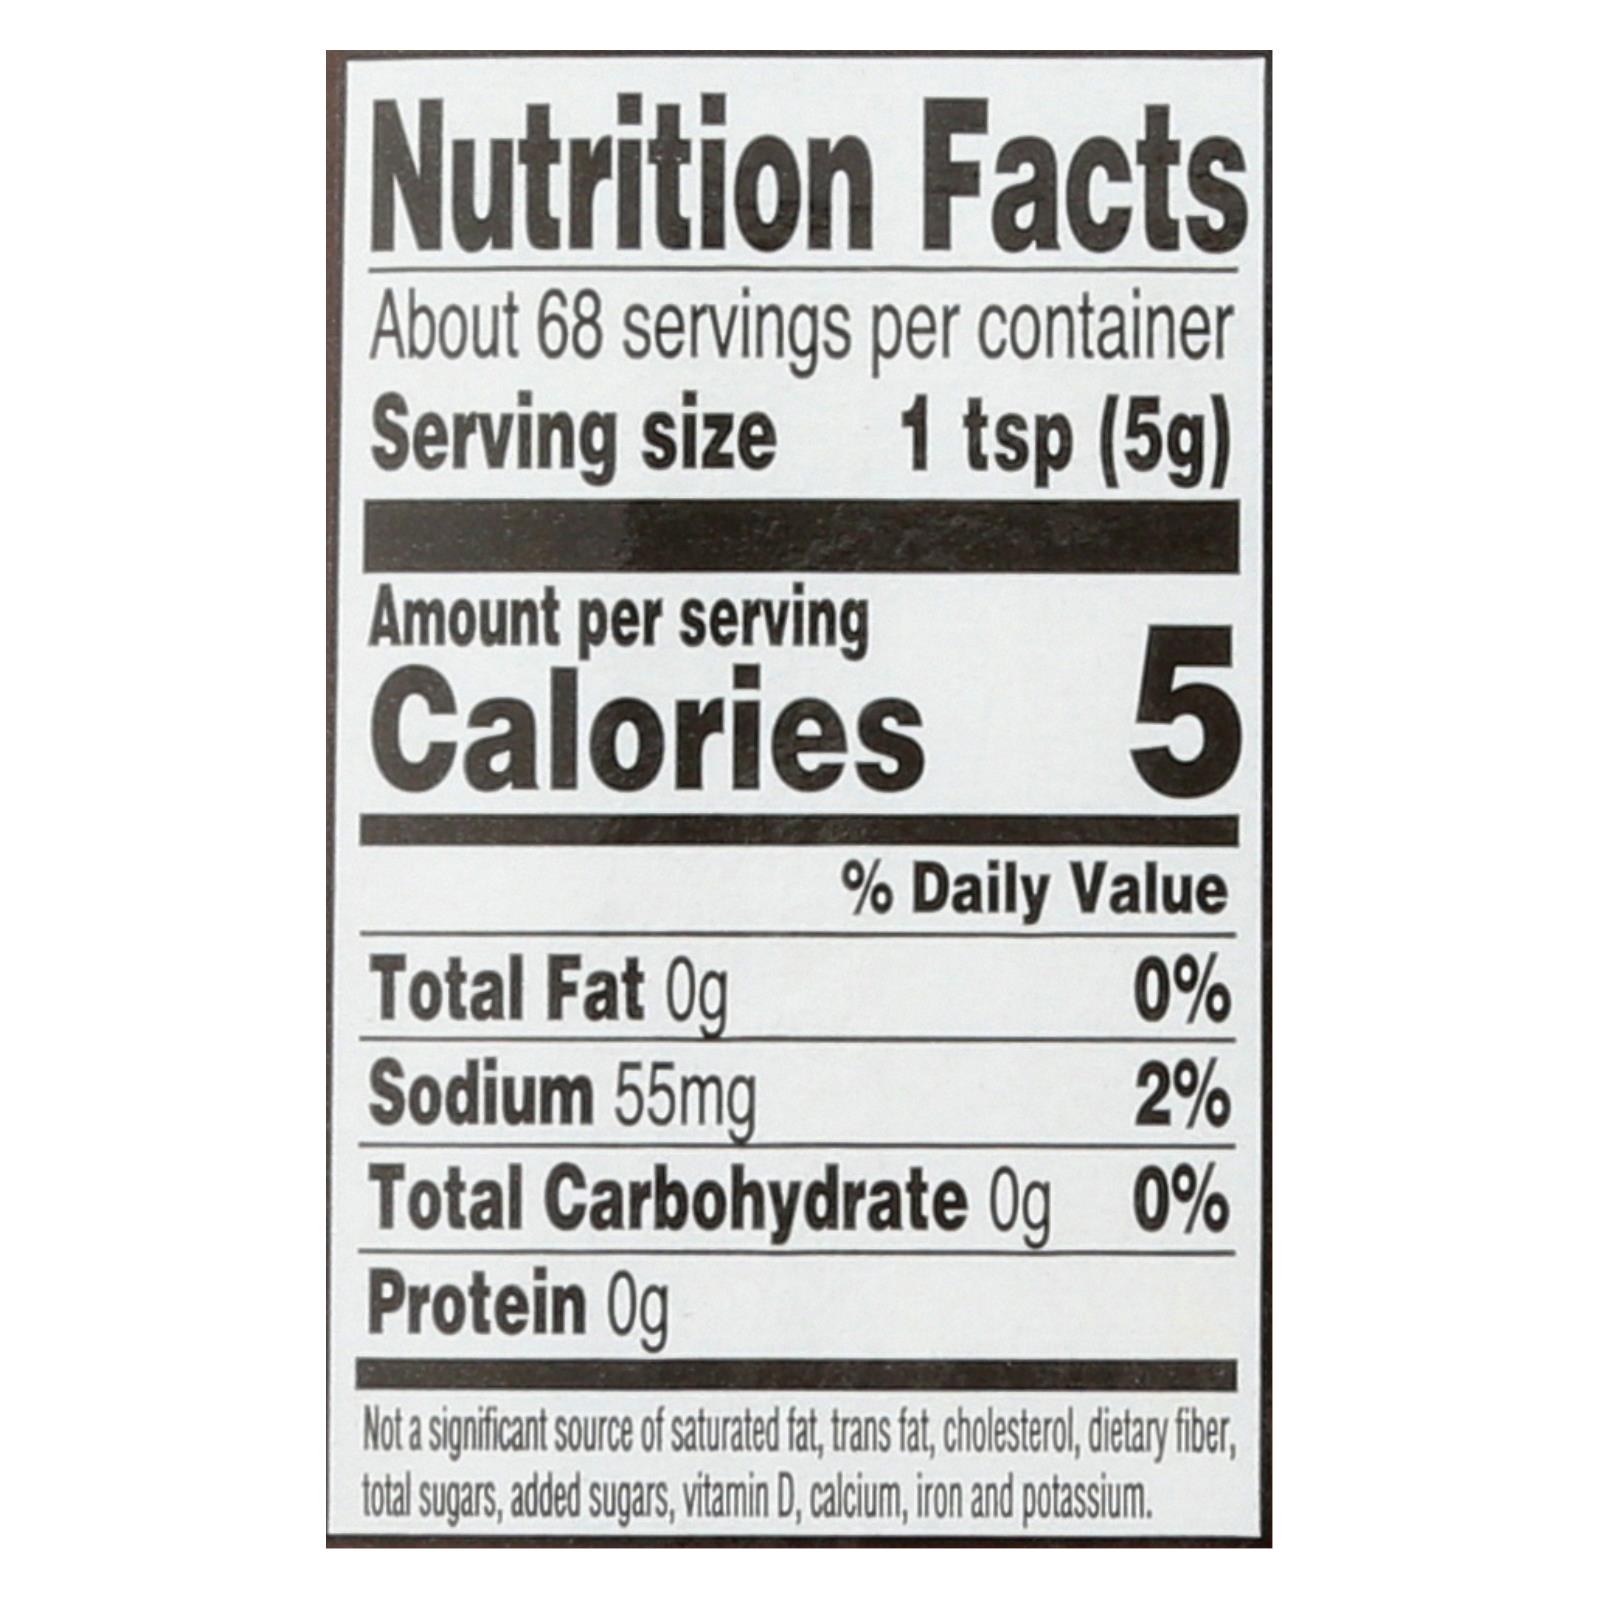 Nutrition Facts
About 68 servings per container
Serving size 1 tsp (5g)
Amount per serving
Calories 5
% Daily Value
Total Fat 0g 0%
Sodium 55mg 2%
Total Carbohydrate 0g 0%
Protein 0g
Not a significant source of saturated fat, trans fat, cholesterol, dietary fiber,
total sugars, added sugars, vitamin D, calcium, iron and potassium.